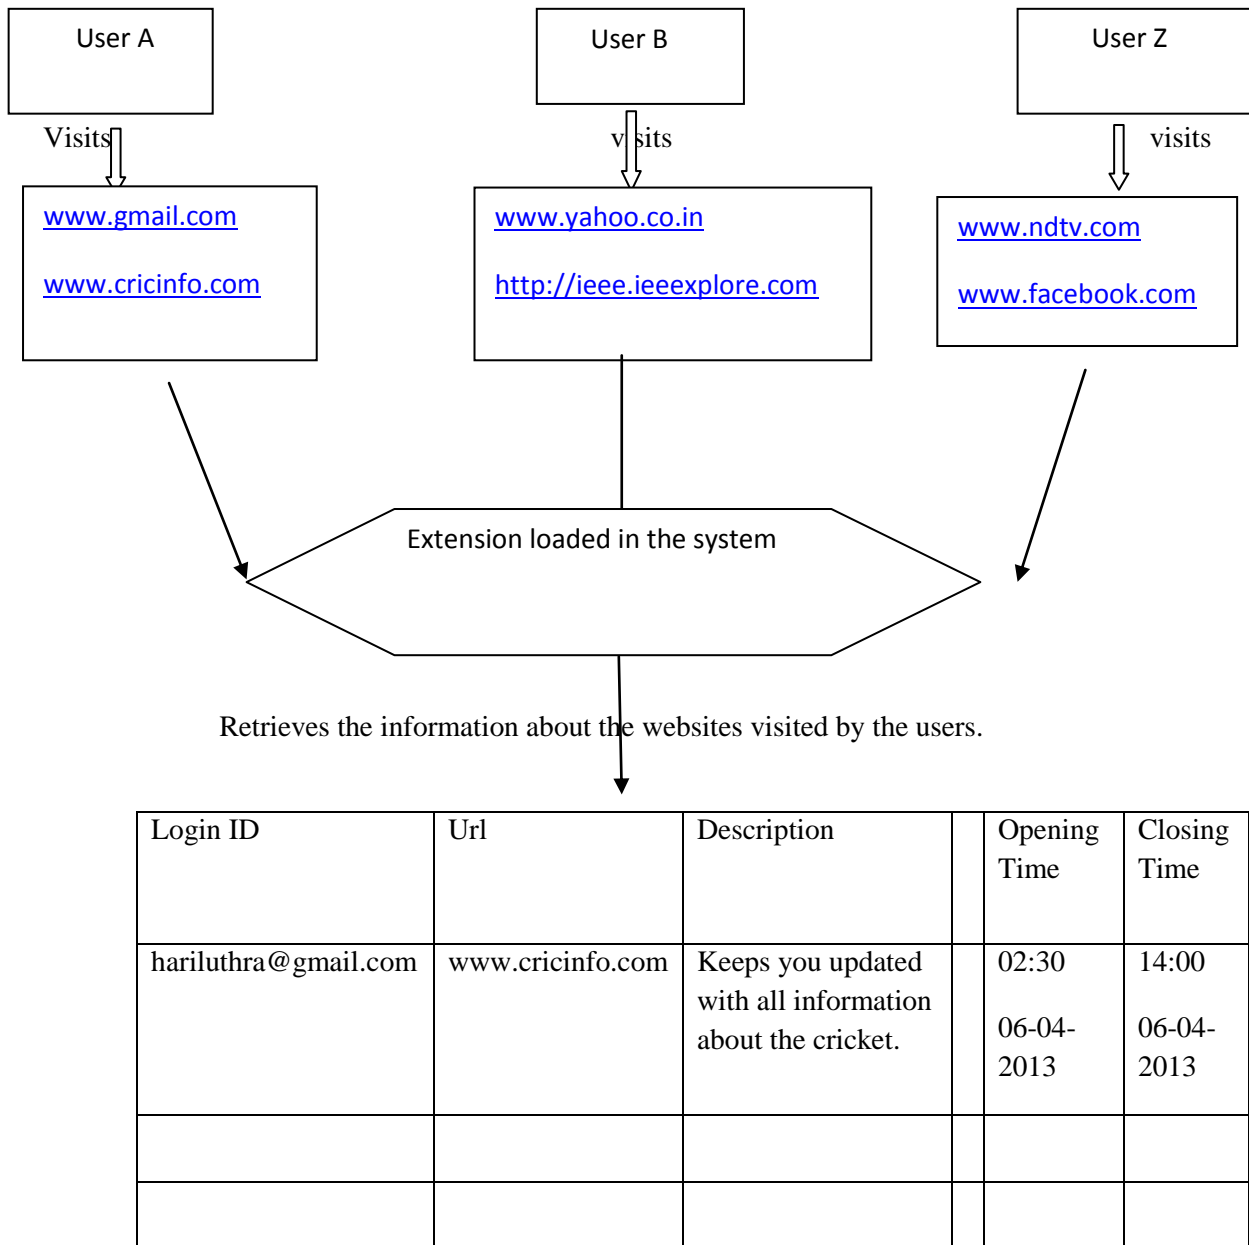 User A
User B
User Z
Visits
visits
visits
www.gmail.com
www.cricinfo.com
www.yahoo.co.in
http://ieee.ieeexplore.com
www.ndtv.com
www.facebook.com
Extension loaded in the system
Retrieves the information about the websites visited by the users.
Login ID
Url
Description
Opening
Time
Closing
Time
hariluthra@gmail.com
www.cricinfo.com
Keeps you updated
with all information
about the cricket.
02:30
06-04-
2013
14:00
06-04-
2013